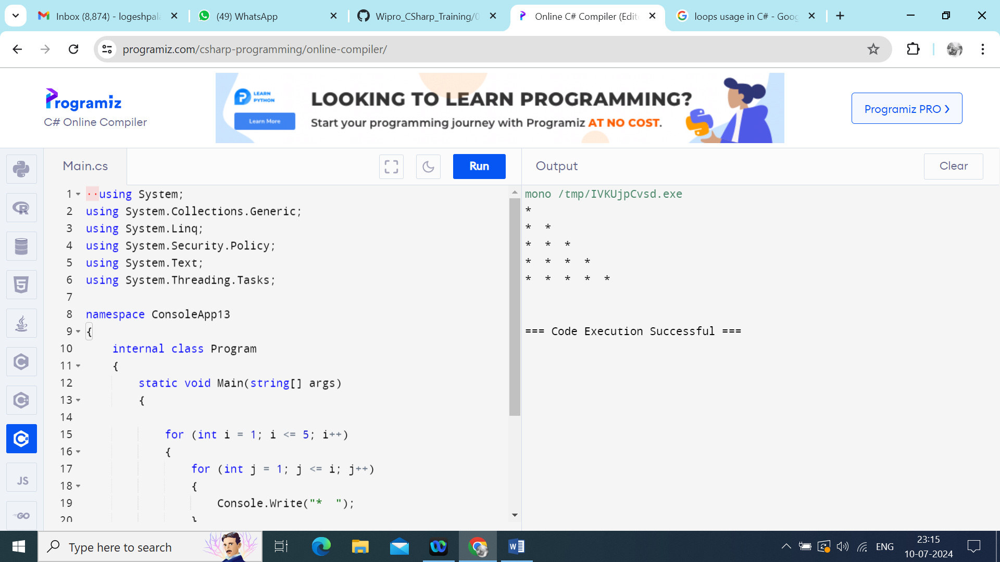 Inbox (8,874) - logeshpala
(49) WhatsApp
Wipro_CSharp_Training/0
Online C# Compiler (Edit
loops usage in C# - Goog
programiz.com/csharp-programming/online-compiler/
Programiz
C# Online Compiler
LEARN
PYTHON
Learn More
LOOKING TO LEARN PROGRAMMING?
Start your programming journey with Programiz AT NO COST.
Programiz PRO ❯
Main.cs
Run
Output
Clear
1 ··using System;
2 using System.Collections.Generic;
3 using System.Linq;
4 using System.Security.Policy;
5 using System.Text;
6 using System.Threading.Tasks;
7
8 namespace ConsoleApp13
9 {
10 internal class Program
11 {
12 static void Main(string[] args)
13 {
14
15 for (int i = 1; i <= 5; i++)
16 {
17 for (int j = 1; j <= i; j++)
18 {
19 Console.Write("*  ");
20 }
mono /tmp/IVKUjpCvsd.exe
*
*  *
*  *  *
*  *  *  *
*  *  *  *  *
=== Code Execution Successful ===
JS
GO
Type here to search
ENG
23:15
10-07-2024